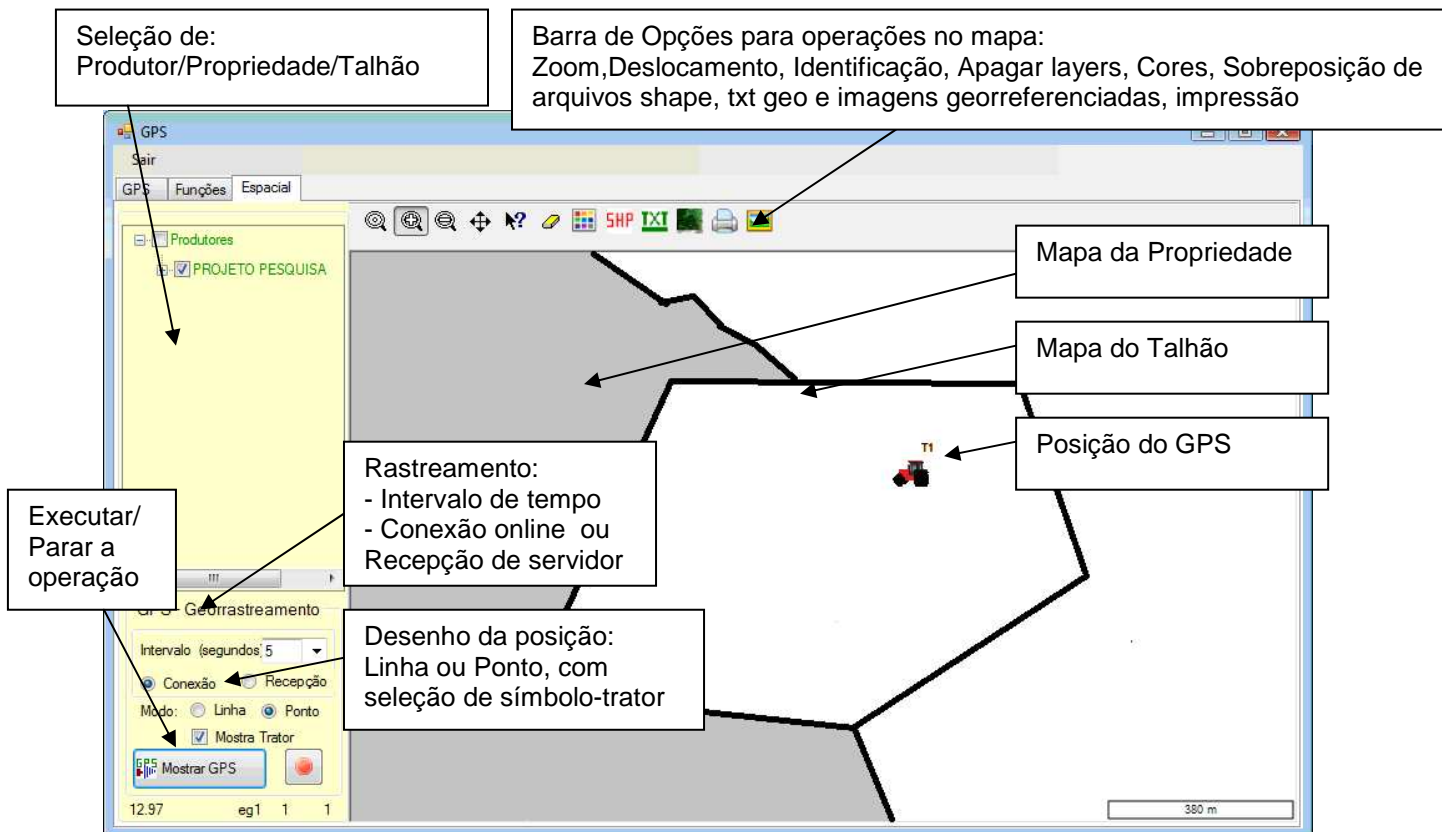 Seleção de:
Produtor/Propriedade/Talhão
Barra de Opções para operações no mapa:
Zoom,Deslocamento, Identificação, Apagar layers, Cores, Sobreposição de
arquivos shape, txt geo e imagens georreferenciadas, impressão
GPS
Sair
GPS Funções Espacial
SHP TXT
Produtores
PROJETO PESQUISA
Mapa da Propriedade
Mapa do Talhão
Posição do GPS
T1
Rastreamento:
- Intervalo de tempo
- Conexão online ou
Recepção de servidor
Executar/
Parar a
operação
GPS - Georrastreamento
Desenho da posição:
Linha ou Ponto, com
seleção de símbolo-trator
Intervalo (segundos) 5
Conexão Recepção
Modo: Linha Ponto
Mostra Trator
GPS Mostrar GPS
12.97 eg1 1 1
380 m